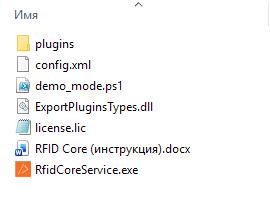 Имя
plugins
config.xml
demo_mode.ps1
ExportPluginsTypes.dll
license.lic
RFID Core (инструкция).docx
RfidCoreService.exe